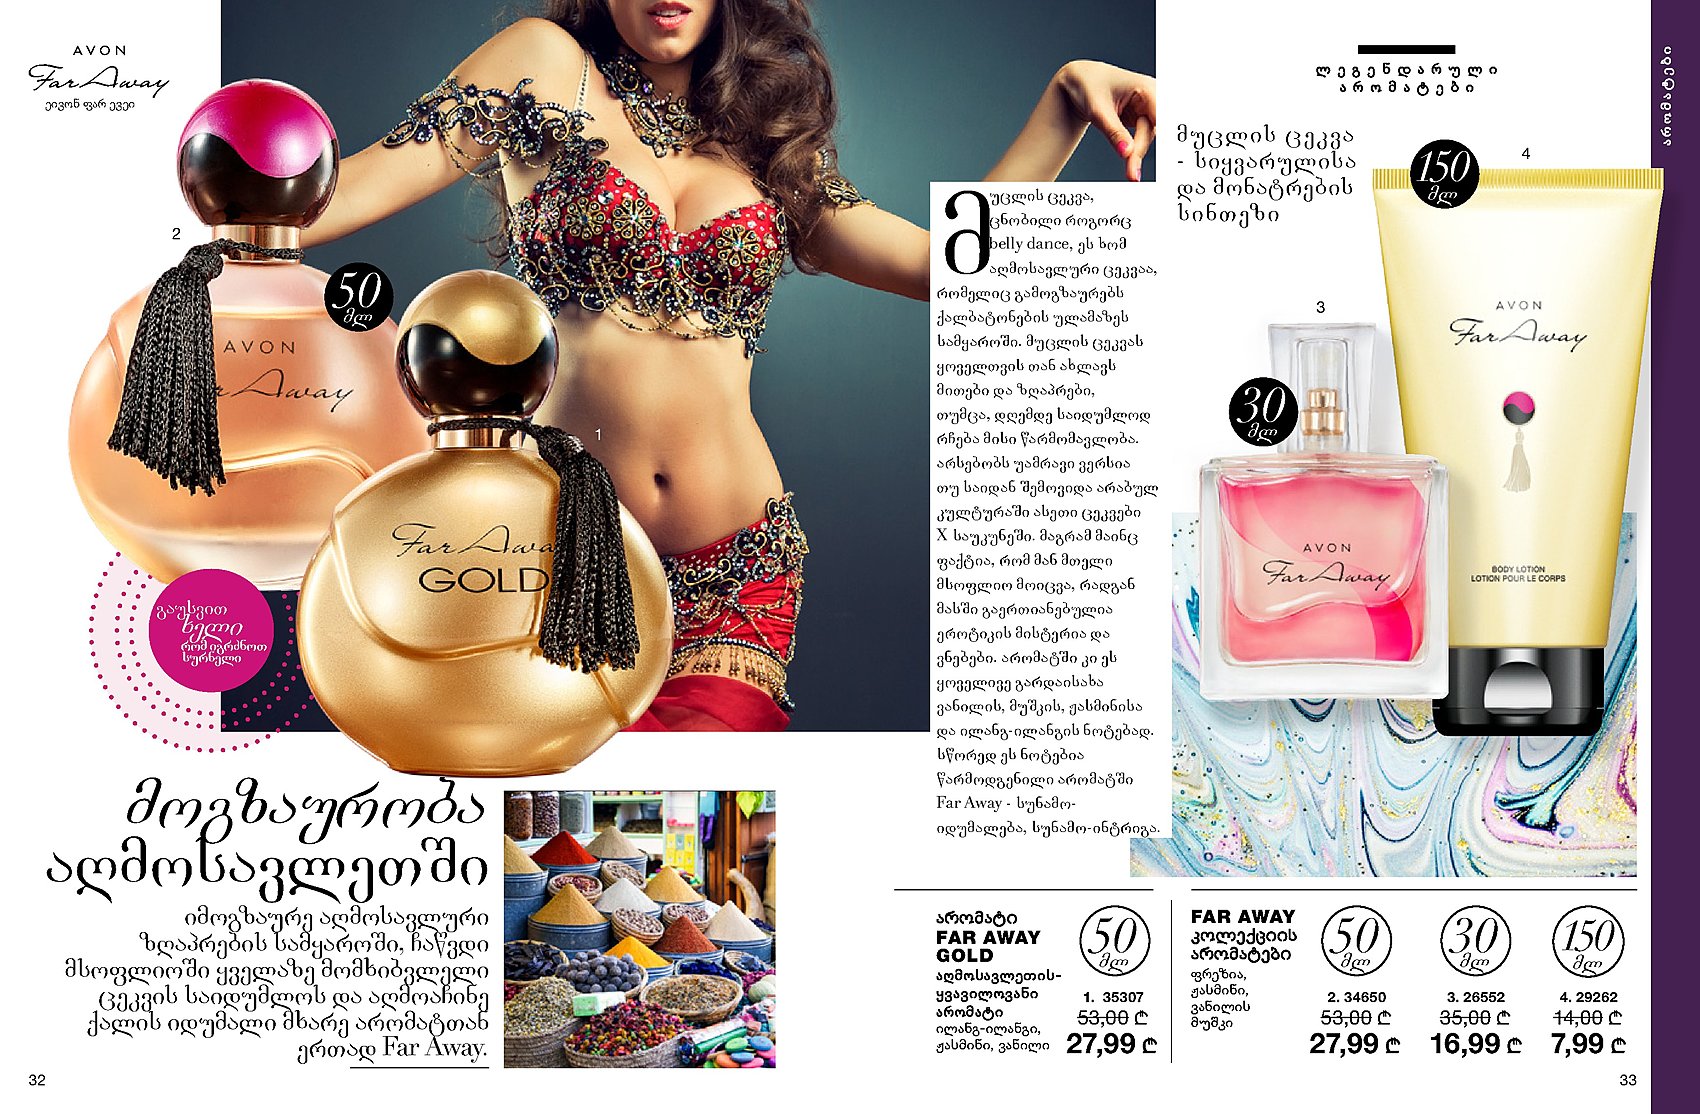 AVON
Far Away
ეივონ ფარ ევეი
2
50
მლ
AVON
Far Away
1
Far Away
GOLD
გაუსვით
ხელი
რომ იგრძნოთ
სურნელი
მოგზაურობა
აღმოსავლეთში
იმოგზაურე აღმოსავლური
ზღაპრების სამყაროში, ჩაწვდი
მსოფლიოში ყველაზე მომხიბვლელი
ცეკვის საიდუმლოს და აღმოაჩინე
ქალის იდუმალი მხარე არომატთან
ერთად Far Away.
32
მუცლის ცეკვა,
ცნობილი როგორც
belly dance, ეს ხომ
აღმოსავლური ცეკვაა,
რომელიც გამოგზაურებს
ქალბატონების ულამაზეს
სამყაროში. მუცლის ცეკვას
ყოველთვის თან ახლავს
მითები და ზღაპრები,
თუმცა, დღემდე საიდუმლოდ
რჩება მისი წარმომავლობა.
არსებობს უამრავი ვერსია
თუ საიდან შემოვიდა არაბულ
კულტურაში ასეთი ცეკვები
X საუკუნეში. მაგრამ მაინც
ფაქტია, რომ მან მთელი
მსოფლიო მოიცვა, რადგან
მასში გაერთიანებულია
ეროტიკის მისტერია და
ვნებები. არომატში კი ეს
ყოველივე გარდაისახა
ვანილის, მუშკის, ჟასმინისა
და ილანგ-ილანგის ნოტებად.
სწორედ ეს ნოტებია
წარმოდგენილი არომატში
Far Away - სუნამო-
იდუმალება, სუნამო-ინტრიგა.
ლეგენდარული
არომატები
არომატები
მუცლის ცეკვა
- სიყვარულისა
და მონატრების
სინთეზი
150
მლ
4
3
30
მლ
AVON
Far Away
BODY LOTION
LOTION POUR LE CORPS
AVON
Far Away
არომატი
FAR AWAY
GOLD
აღმოსავლეთის-
ყვავილოვანი
არომატი
ილანგ-ილანგი,
ჟასმინი, ვანილი
50
მლ
1. 35307
53,00 ₾
27,99 ₾
FAR AWAY
კოლექციის
არომატები
ფრეზია,
ჟასმინი,
ვანილის
მუშკი
50
მლ
2. 34650
53,00 ₾
27,99 ₾
30
მლ
3. 26552
35,00 ₾
16,99 ₾
150
მლ
4. 29262
14,00 ₾
7,99 ₾
33